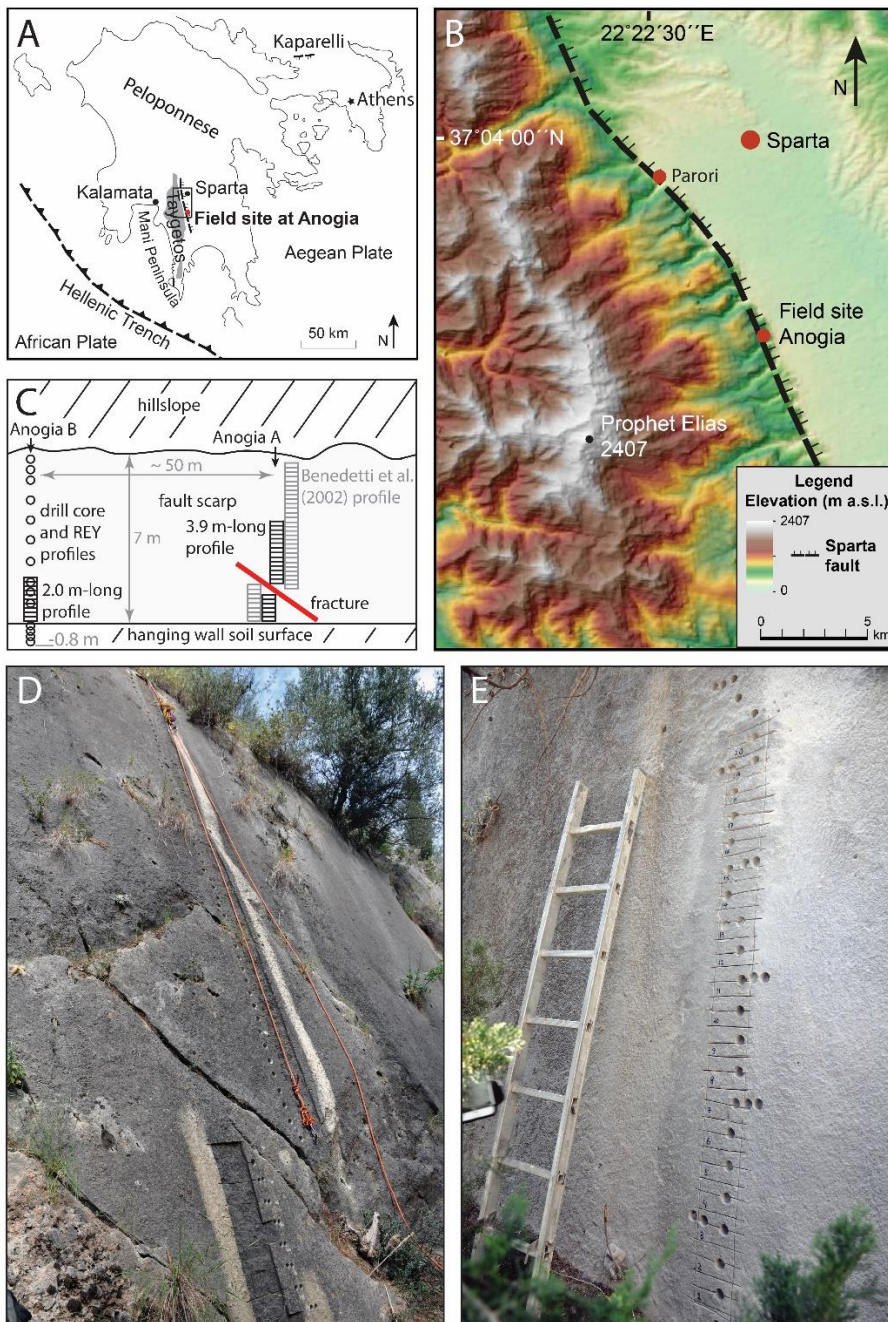 A
Kaparelli
Peloponnese
Athens
Kalamata
Sparta
Taygetos
Field site at Anogia
Mani Peninsula
Aegean Plate
Hellenic Trench
African Plate
50 km
N
B
22°22´30´´E
N
37°04´00´´N
Sparta
Parori
Field site
Anogia
Prophet Elias
2407
Legend
Elevation (m a.s.l.)
2407
0
Sparta
fault
0
5
km
C
hillslope
Anogia B
Anogia A
~ 50 m
Benedetti et al.
(2002) profile
drill core
and REY
profiles
fault scarp
7 m
3.9 m-long
profile
2.0 m-long
profile
fracture
hanging wall soil surface
-0.8 m
D
E